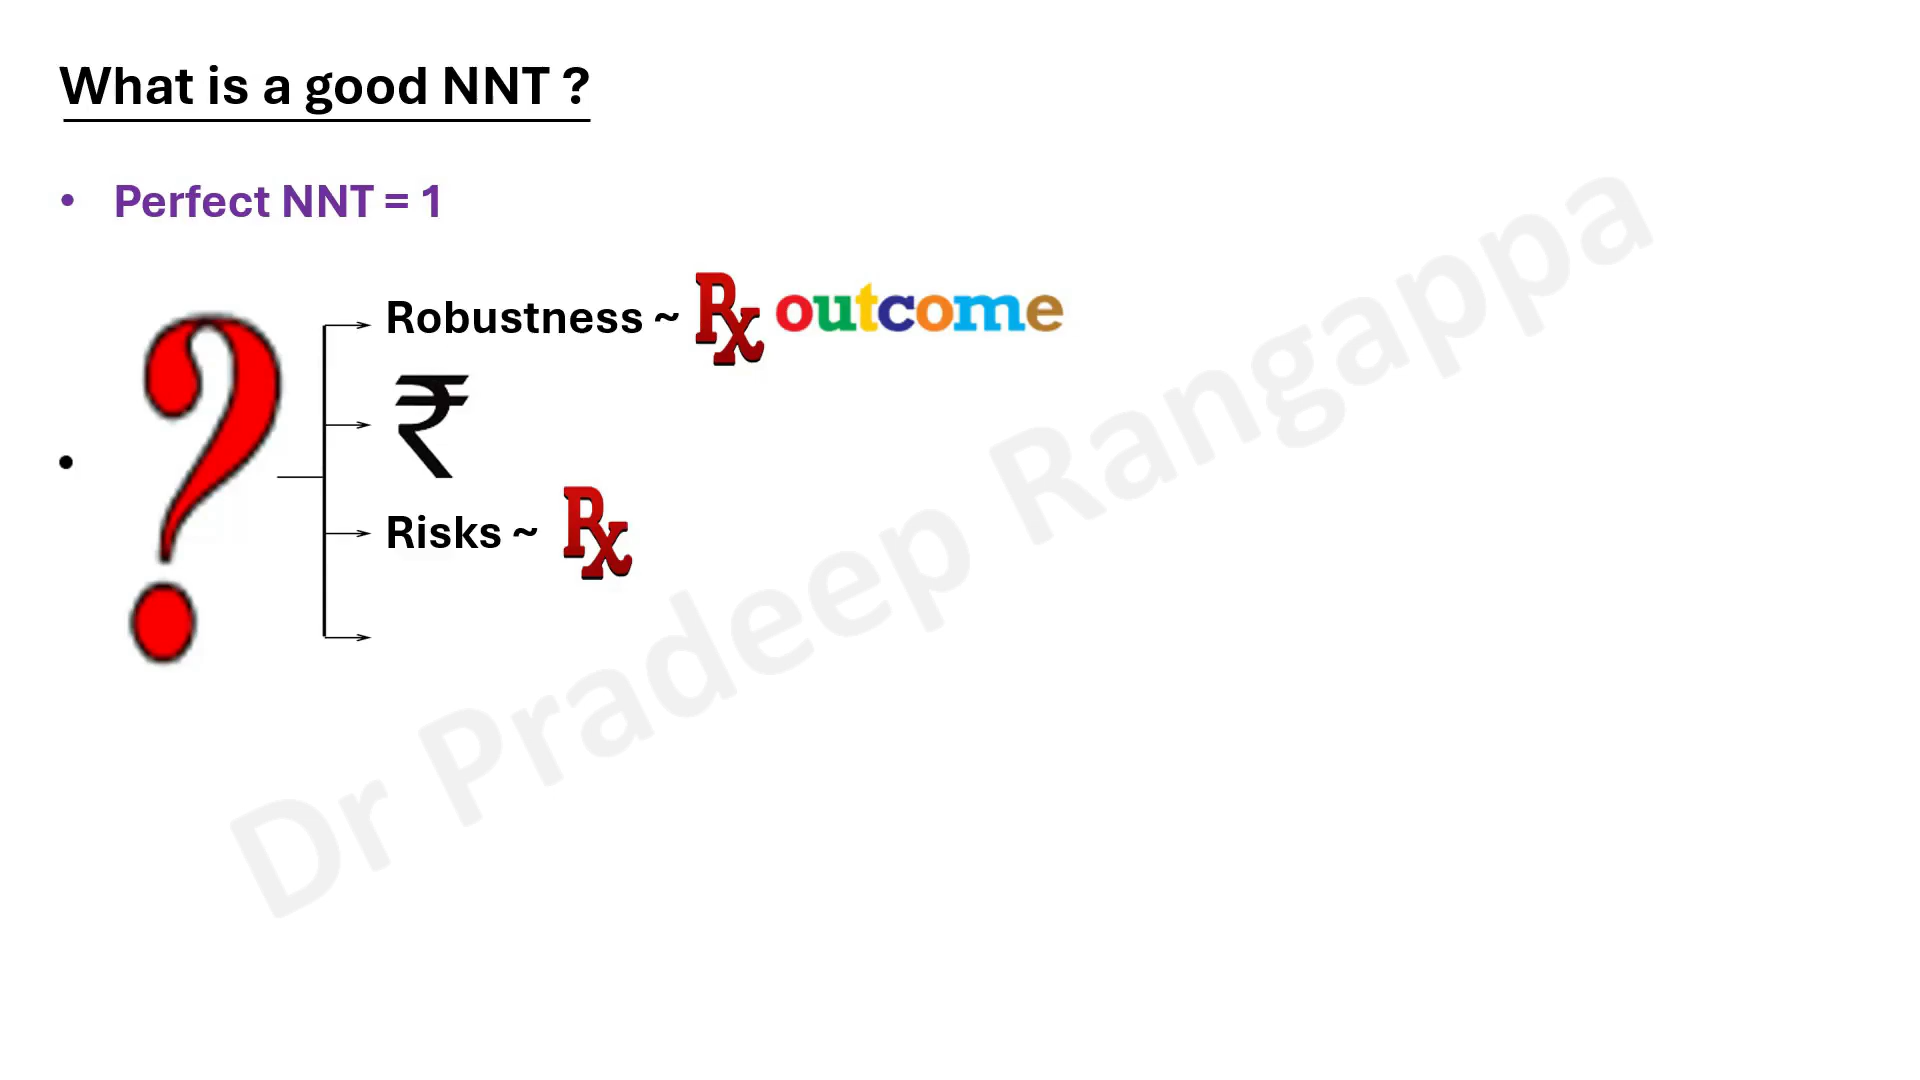 What is a good NNT ?
• Perfect NNT = 1
Robustness ~ Rx outcome
•
?
₹
Risks ~ Rx
Dr Pradeep Rangappa